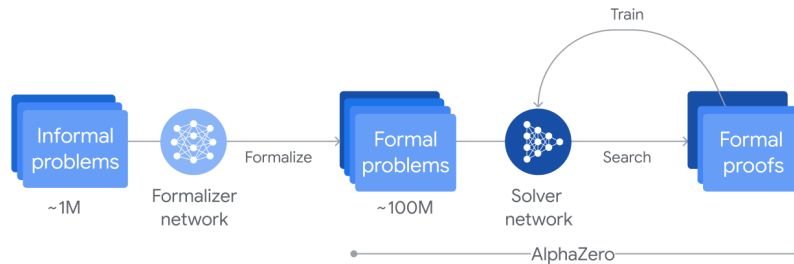 Train
Informal
problems
Formalize
Formal
problems
Search
Formal
proofs
~1M
Formalizer
network
~100M
Solver
network
AlphaZero